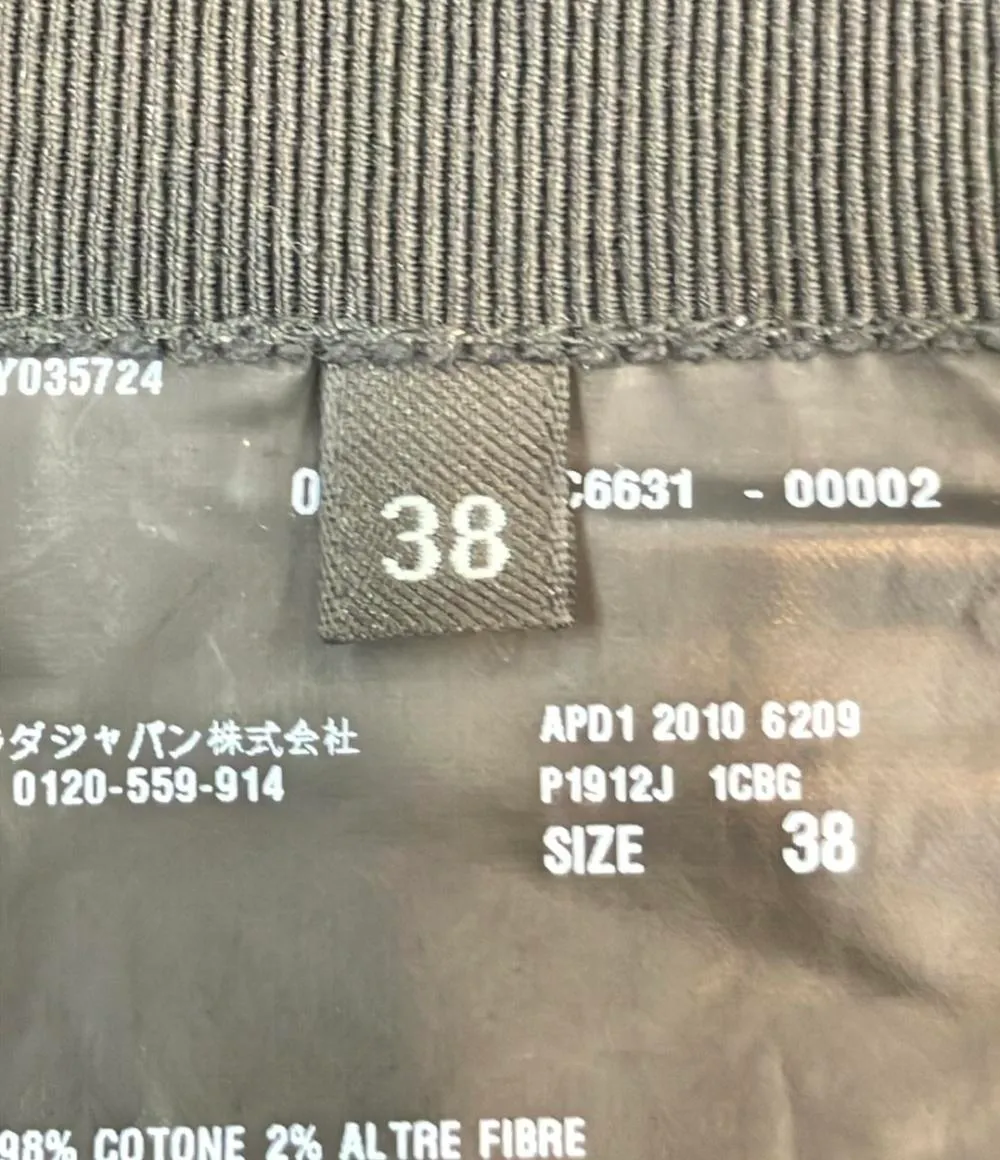 Y035724
0 C6631 - 00002
38
ダジャパン株式会社
0120-559-914
APD1 2010 6209
P1912J 1CBG
SIZE 38
98% COTONE 2% ALTRE FIBRE